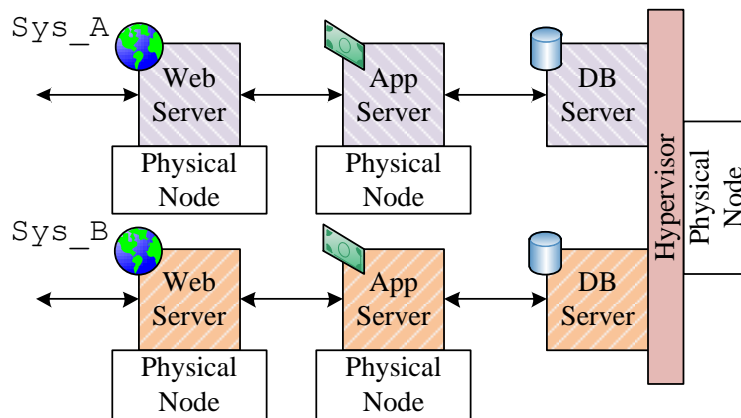 Sys_A
Web
Server
App
Server
DB
Server
Physical
Node
Physical
Node
Hypervisor
Physical
Node
Sys_B
Web
Server
App
Server
DB
Server
Physical
Node
Physical
Node